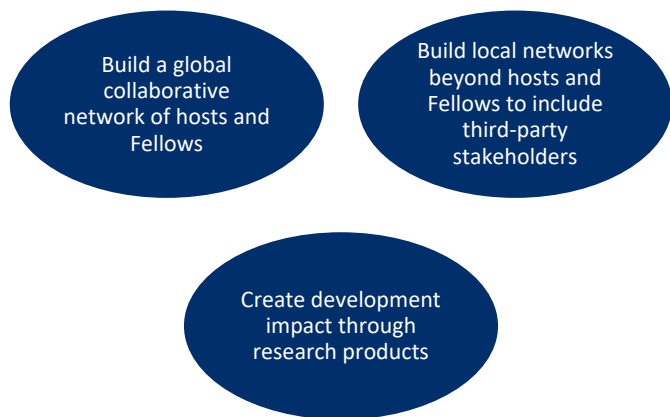 Build a global
collaborative
network of hosts and
Fellows
Build local networks
beyond hosts and
Fellows to include
third-party
stakeholders
Create development
impact through
research products